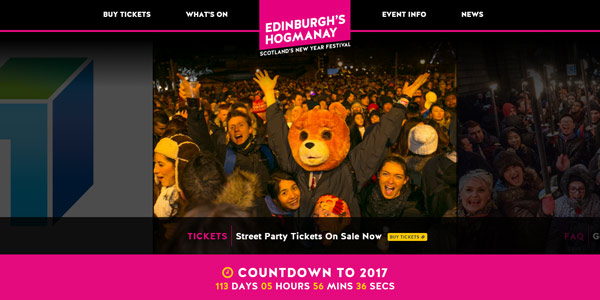 BUY TICKETS
WHAT'S ON
EDINBURGH'S
HOGMANAY
SCOTLAND'S NEW YEAR FESTIVAL
EVENT INFO
NEWS
TICKETS Street Party Tickets On Sale Now BUY TICKETS
FAQ G
COUNTDOWN TO 2017
113 DAYS 05 HOURS 56 MINS 36 SECS